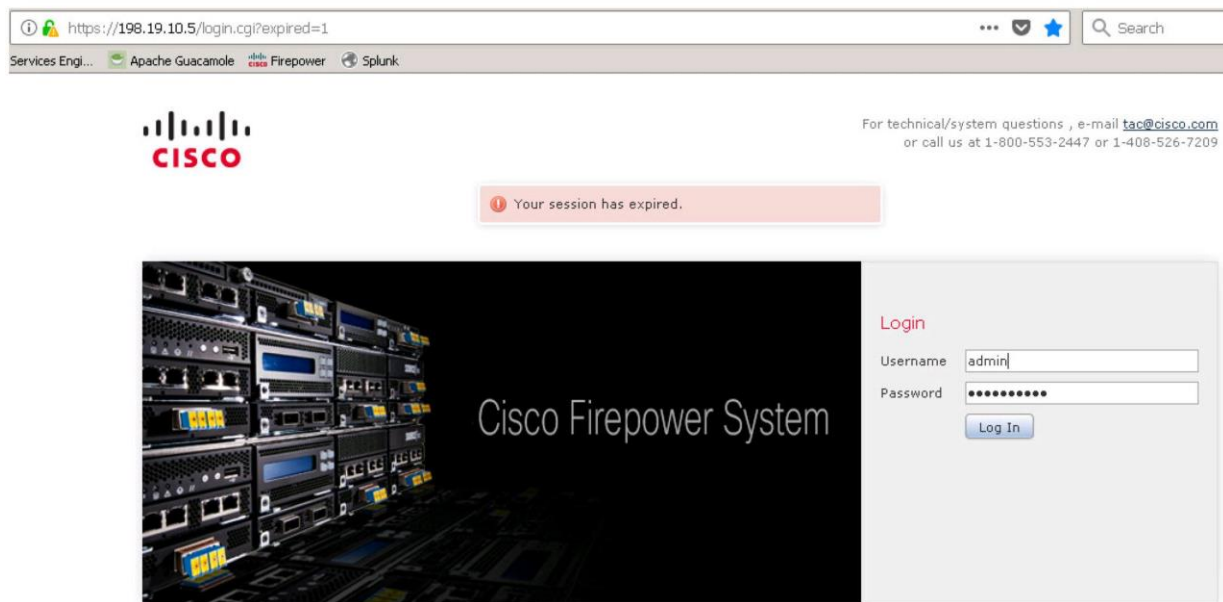 https://198.19.10.5/login.cgi?expired=1
Search
Services Engi... Apache Guacamole Firepower Splunk
CISCO
For technical/system questions , e-mail tac@cisco.com
or call us at 1-800-553-2447 or 1-408-526-7209
Your session has expired.
Cisco Firepower System
Login
Username admin
Password ●●●●●●●●●●
Log In